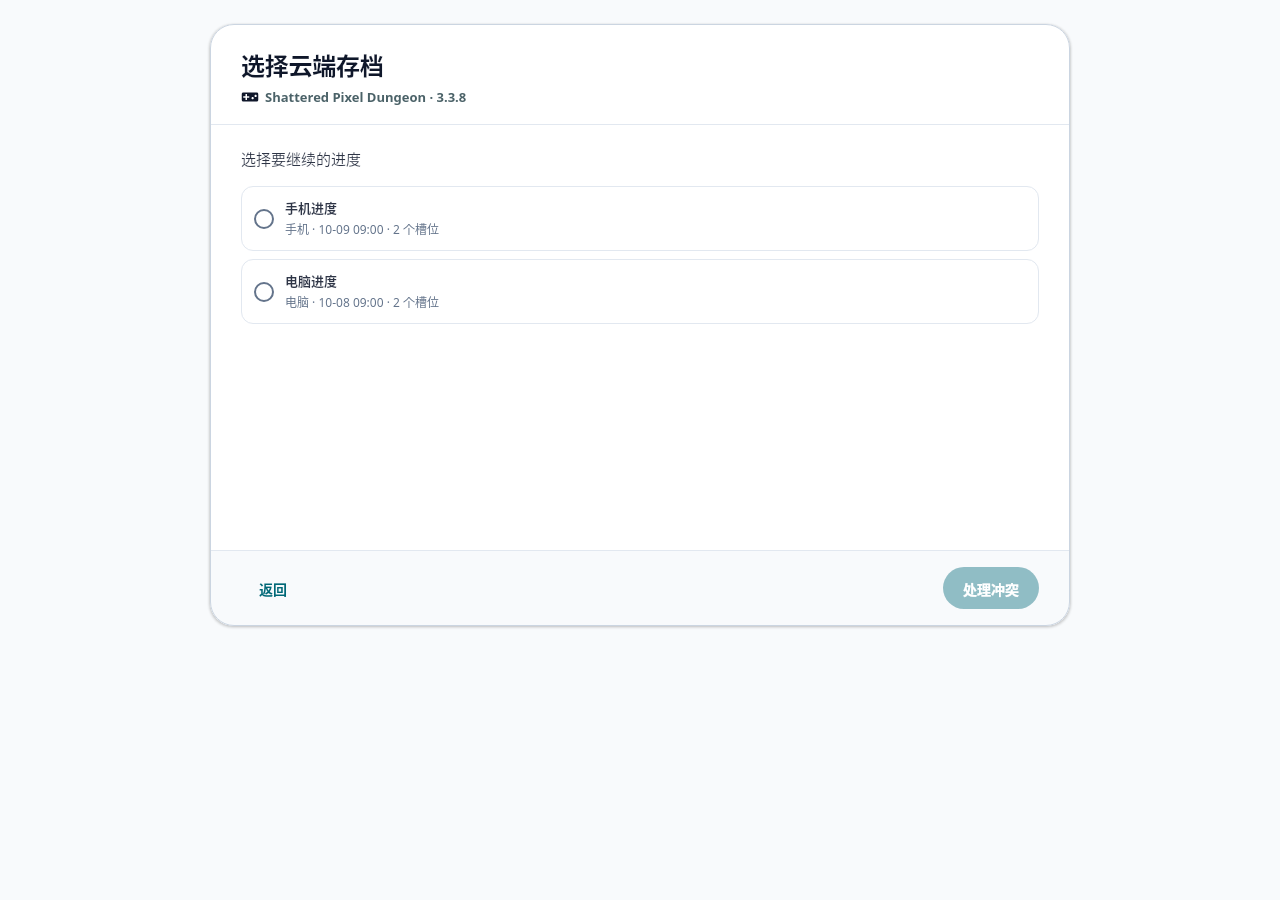 选择云端存档
Shattered Pixel Dungeon · 3.3.8
选择要继续的进度
手机进度
手机 · 10-09 09:00 · 2 个槽位
电脑进度
电脑 · 10-08 09:00 · 2 个槽位
返回
处理冲突